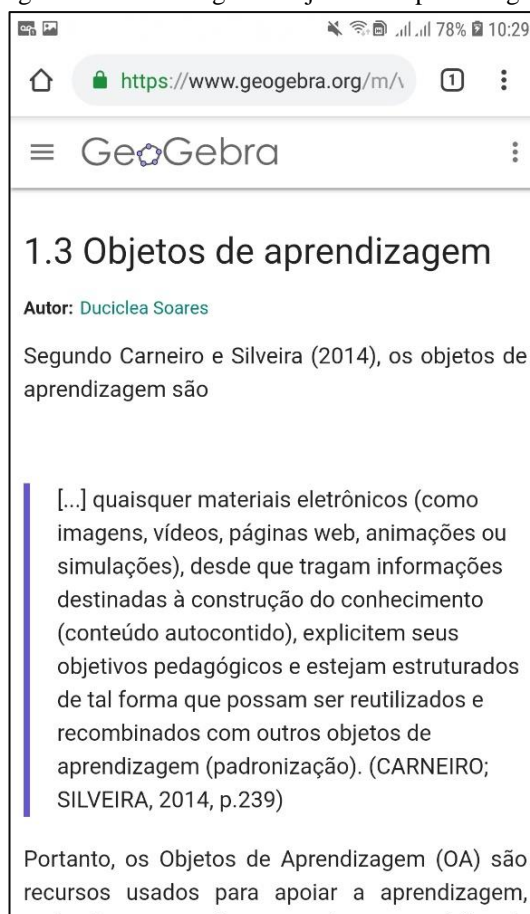 78% 10:29
https://www.geogebra.org/m/
1
GeoGebra
1.3 Objetos de aprendizagem
Autor: Duciclea Soares
Segundo Carneiro e Silveira (2014), os objetos de
aprendizagem são
[...] quaisquer materiais eletrônicos (como
imagens, vídeos, páginas web, animações ou
simulações), desde que tragam informações
destinadas à construção do conhecimento
(conteúdo autocontido), explicitem seus
objetivos pedagógicos e estejam estruturados
de tal forma que possam ser reutilizados e
recombinados com outros objetos de
aprendizagem (padronização). (CARNEIRO;
SILVEIRA, 2014, p.239)
Portanto, os Objetos de Aprendizagem (OA) são
recursos usados para apoiar a aprendizagem,